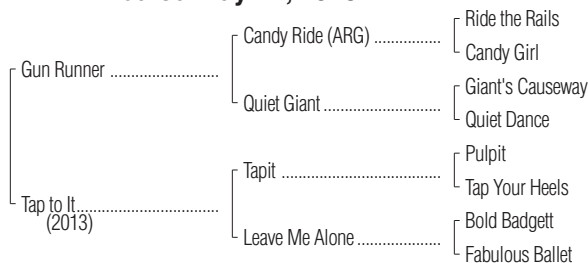 Ride the Rails
Candy Ride (ARG)
Candy Girl
Gun Runner
Giant's Causeway
Quiet Giant
Quiet Dance
Pulpit
Tapit
Tap Your Heels
Tap to It
(2013)
Bold Badgett
Leave Me Alone
Fabulous Ballet